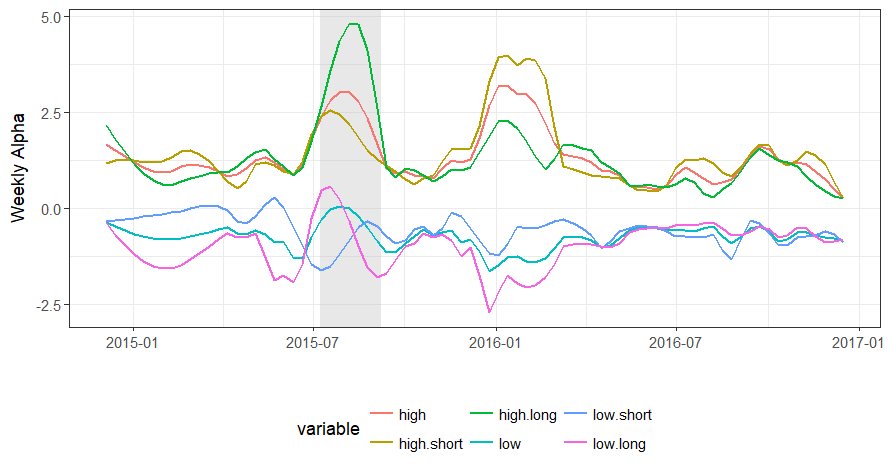 5.0
2.5
0.0
-2.5
Weekly Alpha
2015-01 2015-07 2016-01 2016-07 2017-01
variable
high high.long low.short
high.short low low.long